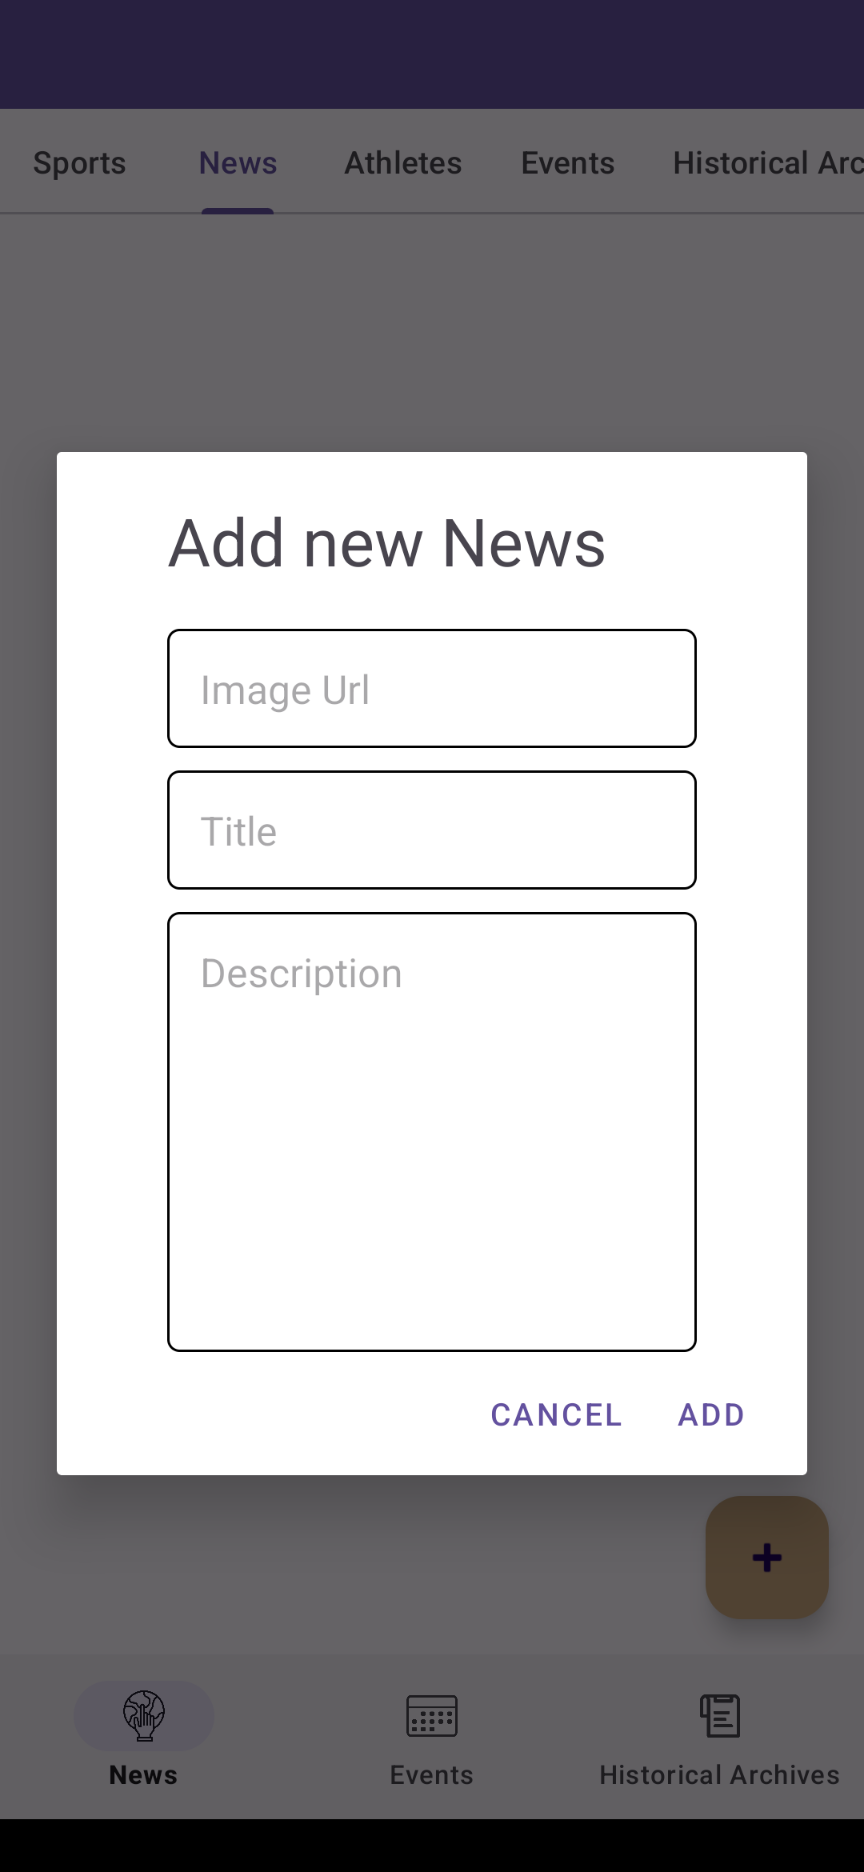 Sports News Athletes Events Historical Arc
Add new News
Image Url
Title
Description
CANCEL ADD
News Events Historical Archives